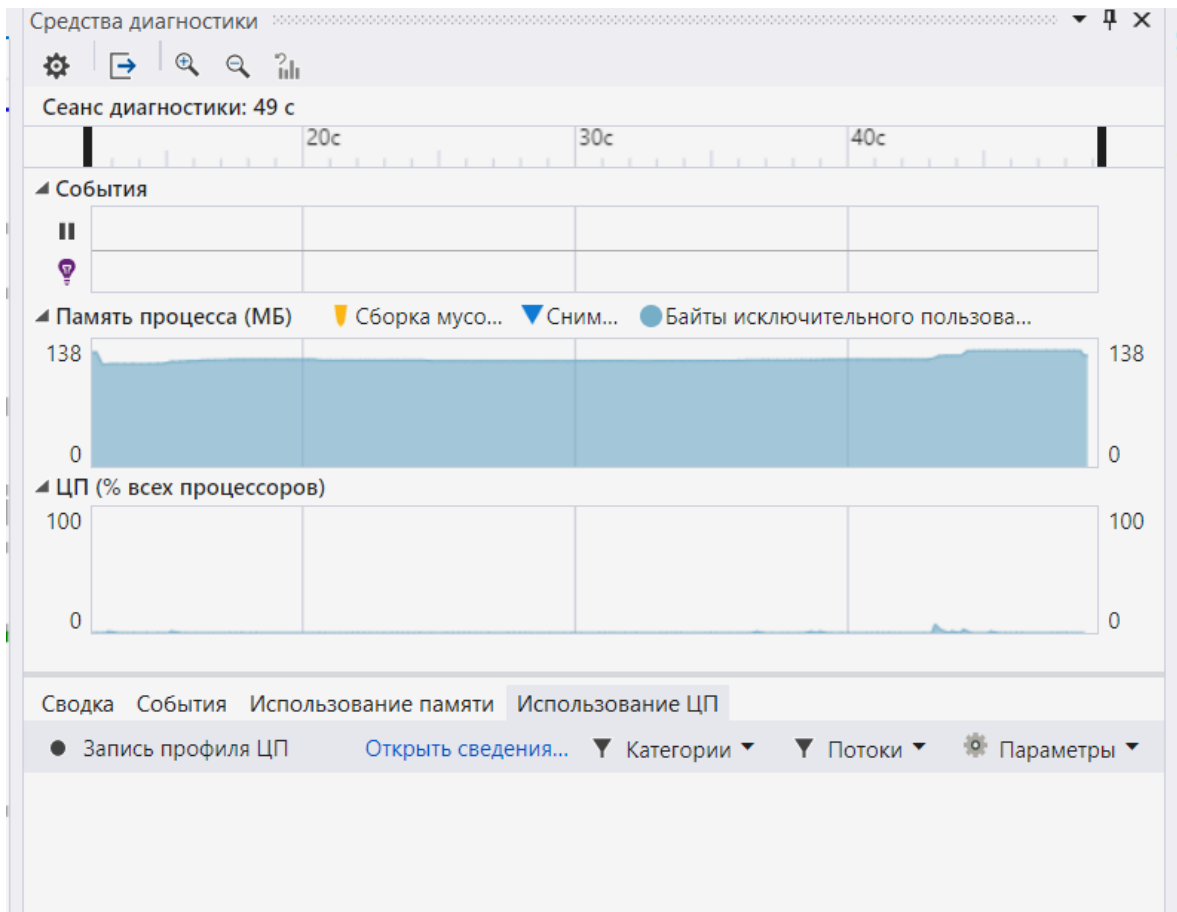 Средства диагностики
Сеанс диагностики: 49 с
20с 30с 40с
События
Память процесса (МБ) Сборка мусо... Сним... Байты исключительного пользова...
138 138
0 0
ЦП (% всех процессоров)
100 100
0 0
Сводка События Использование памяти Использование ЦП
Запись профиля ЦП Открыть сведения... Категории Потоки Параметры